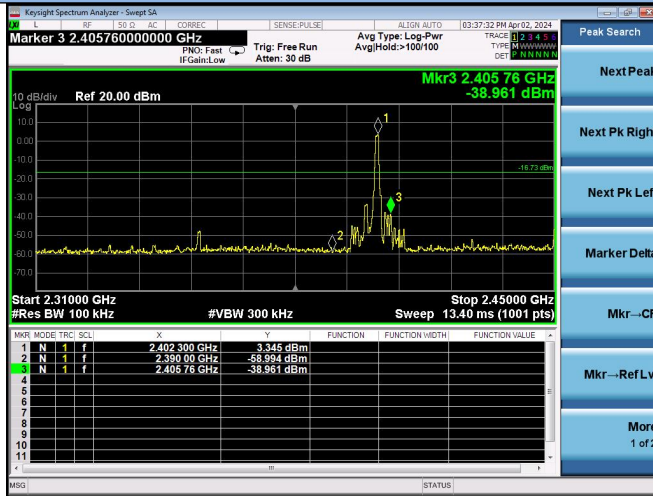 Keysight Spectrum Analyzer - Swept SA
LXI L RF 50 Ω AC CORREC SENSE:PULSE ALIGN AUTO 03:37:32 PM Apr 02, 2024
Marker 3 2.405760000000 GHz
PNO: Fast
IFGain:Low
Trig: Free Run
Atten: 30 dB
Avg Type: Log-Pwr
Avg|Hold:>100/100
TRACE 1 2 3 4 5 6
TYPE M W W W W W
DET P N N N N N
Peak Search
Next Peak
Next Pk Righ
Next Pk Lef
Marker Delta
Mkr→CF
Mkr→Ref Lv
More
1 of 2
Mkr3 2.405 76 GHz
-38.961 dBm
10 dB/div Ref 20.00 dBm
Log
10.0
0.00
-10.0
-20.0
-30.0
-40.0
-50.0
-60.0
-70.0
1
2
3
-16.73 dBm
Start 2.31000 GHz Stop 2.45000 GHz
#Res BW 100 kHz #VBW 300 kHz Sweep 13.40 ms (1001 pts)
MKR MODE TRC SCL X Y FUNCTION FUNCTION WIDTH FUNCTION VALUE
1 N 1 f 2.402 300 GHz 3.345 dBm
2 N 1 f 2.390 00 GHz -58.994 dBm
3 N 1 f 2.405 76 GHz -38.961 dBm
4
5
6
7
8
9
10
11
MSG STATUS